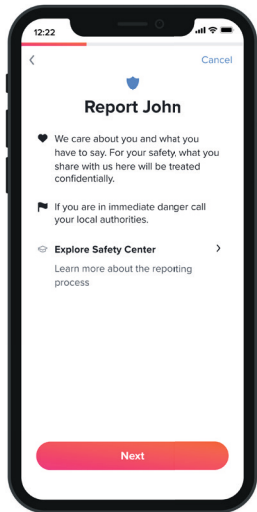 12:22
Cancel
Report John
We care about you and what you
have to say. For your safety, what you
share with us here will be treated
confidentially.
If you are in immediate danger call
your local authorities.
Explore Safety Center
Learn more about the reporting
process
Next